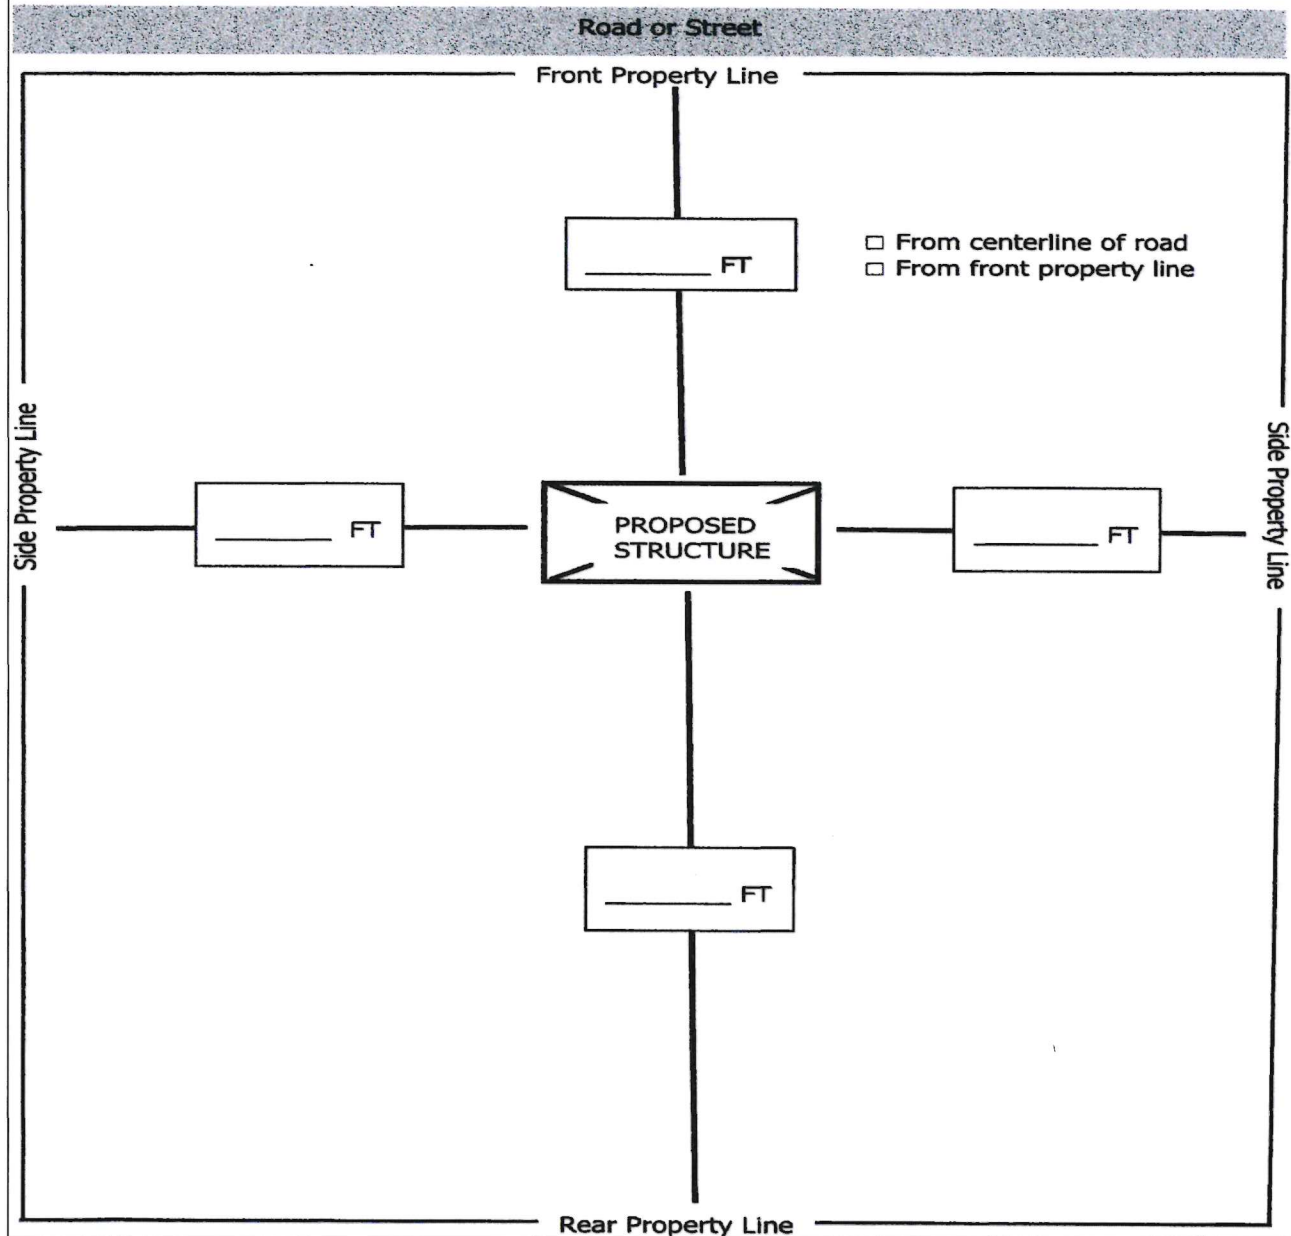 Road or Street
Front Property Line
________ FT
□ From centerline of road
□ From front property line
Side Property Line
________ FT
PROPOSED
STRUCTURE
________ FT
Side Property Line
________ FT
Rear Property Line